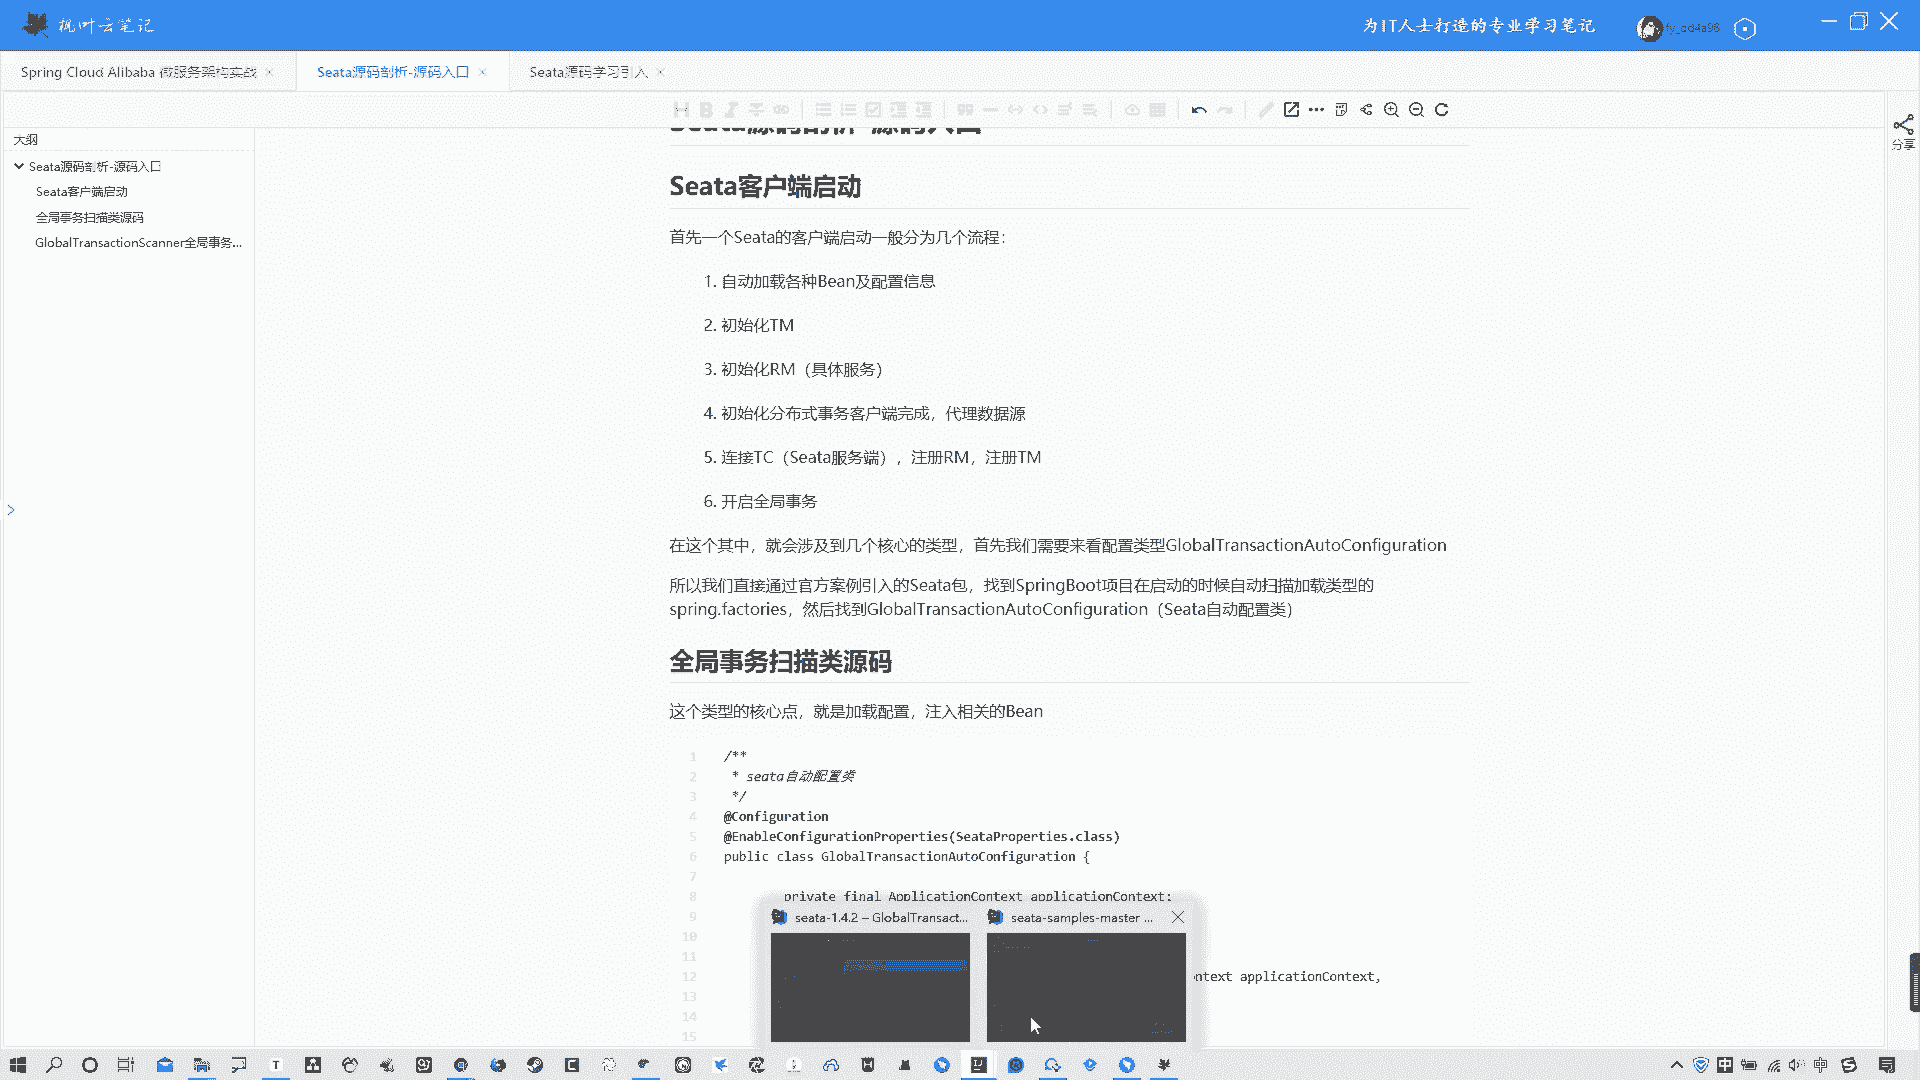 枫叶云笔记
为IT人士打造的专业学习笔记
Spring Cloud Alibaba 微服务架构实战
Seata源码剖析-源码入口
Seata源码学习引入
分享
大纲
Seata源码剖析-源码入口
Seata客户端启动
全局事务扫描类源码
GlobalTransactionScanner全局事务...
Seata源码剖析-源码入口
Seata客户端启动
首先一个Seata的客户端启动一般分为几个流程：
1. 自动加载各种Bean及配置信息
2. 初始化TM
3. 初始化RM（具体服务）
4. 初始化分布式事务客户端完成，代理数据源
5. 连接TC（Seata服务端），注册RM，注册TM
6. 开启全局事务
在这个其中，就会涉及到几个核心的类型，首先我们需要来看配置类型GlobalTransactionAutoConfiguration
所以我们直接通过官方案例引入的Seata包，找到SpringBoot项目在启动的时候自动扫描加载类型的
spring.factories，然后找到GlobalTransactionAutoConfiguration（Seata自动配置类）
全局事务扫描类源码
这个类型的核心点，就是加载配置，注入相关的Bean
1 /**
2 * seata自动配置类
3 */
4 @Configuration
5 @EnableConfigurationProperties(SeataProperties.class)
6 public class GlobalTransactionAutoConfiguration {
7
8 private final ApplicationContext applicationContext;
9
10
11
12 ntext applicationContext,
13
14
15
seata-1.4.2 – GlobalTransact...
seata-samples-master ...
中